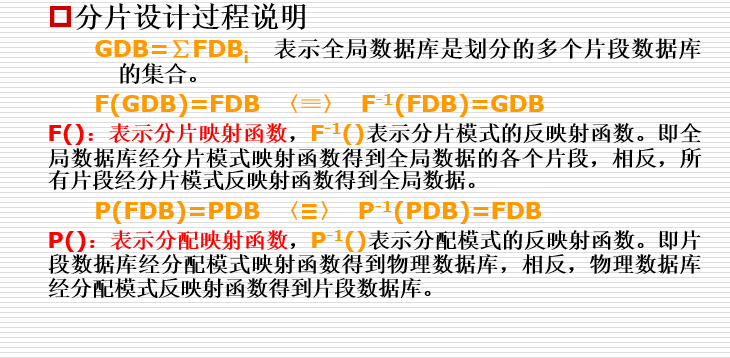 分片设计过程说明
GDB=∑FDBi 表示全局数据库是划分的多个片段数据库
的集合。
F(GDB)=FDB 〈≡〉 F-1(FDB)=GDB
F()：表示分片映射函数，F-1()表示分片模式的反映射函数。即全
局数据库经分片模式映射函数得到全局数据的各个片段，相反，所
有片段经分片模式反映射函数得到全局数据。
P(FDB)=PDB 〈≡〉 P-1(PDB)=FDB
P()：表示分配映射函数，P-1()表示分配模式的反映射函数。即片
段数据库经分配模式映射函数得到物理数据库，相反，物理数据库
经分配模式反映射函数得到片段数据库。